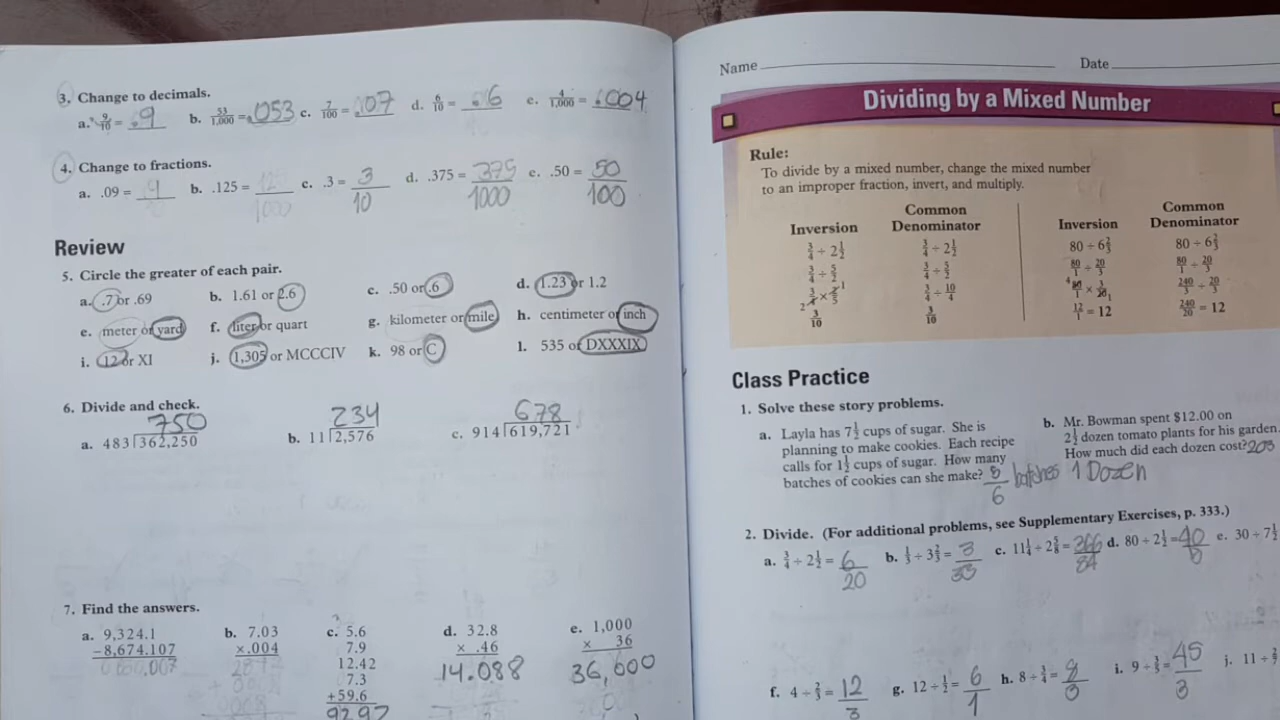 3. Change to decimals.
a. 9/10 = .9 b. 53/1,000 = .053 c. 7/100 = .07 d. 6/10 = .6 e. 4/1,000 = .004
4. Change to fractions.
a. .09 = b. .125 = 125/1000 c. .3 = 3/10 d. .375 = 375/1000 e. .50 = 50/100
Review
5. Circle the greater of each pair.
a. .7 or .69 b. 1.61 or 2.6 c. .50 or .6 d. 1.23 or 1.2
e. meter or yard f. liter or quart g. kilometer or mile h. centimeter or inch
i. 12 or XI j. 1,305 or MCCCIV k. 98 or C l. 535 or DXXXIX
6. Divide and check.
750 234 678
a. 483)362,250 b. 11)2,576 c. 914)619,721
7. Find the answers.
a. 9,324.1 b. 7.03 c. 5.6 d. 32.8 e. 1,000
−8,674.107 ×.004 7.9 × .46 × 36
12.42 14.088 36,000
7.3
+59.6
9292
Name Date
Dividing by a Mixed Number
Rule:
To divide by a mixed number, change the mixed number
to an improper fraction, invert, and multiply.
Inversion Common Denominator Inversion Common Denominator
3/4 ÷ 2 1/2 3/4 ÷ 2 1/2 80 ÷ 6 2/3 80 ÷ 6 2/3
3/4 ÷ 5/2 3/4 ÷ 5/2 80/1 ÷ 20/3 80/1 ÷ 20/3
2 3/4 × 2/5 1 3/4 ÷ 10/4 4 80/1 × 3/20 1 240/3 ÷ 20/3
3/10 3/10 12/1 = 12 240/20 = 12
Class Practice
1. Solve these story problems.
a. Layla has 7 1/2 cups of sugar. She is
planning to make cookies. Each recipe
calls for 1 1/2 cups of sugar. How many
batches of cookies can she make? batches
b. Mr. Bowman spent $12.00 on
2 1/2 dozen tomato plants for his garden.
How much did each dozen cost?
1 Dozen
2. Divide. (For additional problems, see Supplementary Exercises, p. 333.)
a. 3/4 ÷ 2 1/2 = 6/20 b. 1/3 ÷ 3 2/3 = 3/33 c. 11 1/4 ÷ 2 5/8 = d. 80 ÷ 2 1/2 = e. 30 ÷ 7 1/2
f. 4 ÷ 2/3 = 12/3 g. 12 ÷ 1/2 = 6/1 h. 8 ÷ 3/4 = i. 9 ÷ 3/5 = 45/3 j. 11 ÷